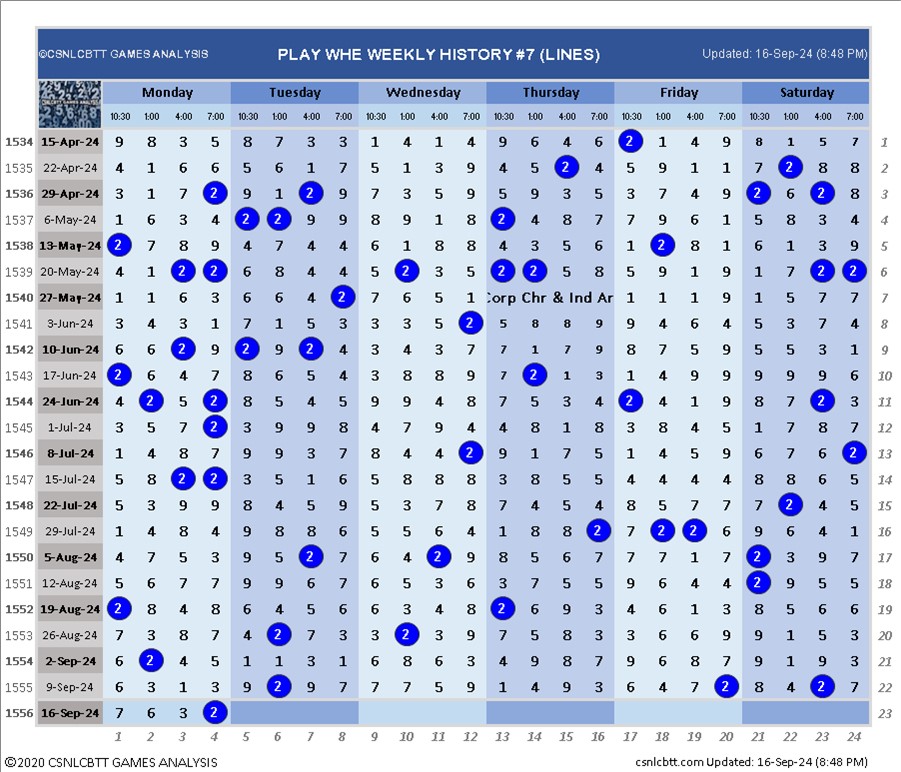 ©CSNLCBTT GAMES ANALYSIS PLAY WHE WEEKLY HISTORY #7 (LINES) Updated: 16-Sep-24 (8:48 PM)
Monday Tuesday Wednesday Thursday Friday Saturday
10:30 1:00 4:00 7:00 10:30 1:00 4:00 7:00 10:30 1:00 4:00 7:00 10:30 1:00 4:00 7:00 10:30 1:00 4:00 7:00 10:30 1:00 4:00 7:00
1534 15-Apr-24 9 8 3 5 8 7 3 3 1 4 1 4 9 6 4 6 2 1 4 9 8 1 5 7 1
1535 22-Apr-24 4 1 6 6 5 6 1 7 5 1 3 9 4 5 2 4 5 9 1 1 7 2 8 8 2
1536 29-Apr-24 3 1 7 2 9 1 2 9 7 3 5 9 5 9 3 5 3 7 4 9 2 6 2 8 3
1537 6-May-24 1 6 3 4 2 2 9 9 8 9 1 8 2 4 8 7 7 9 6 1 5 8 3 4 4
1538 13-May-24 2 7 8 9 4 7 4 4 6 1 8 8 4 3 5 6 1 2 8 1 6 1 3 9 5
1539 20-May-24 4 1 2 2 6 8 4 4 5 2 3 5 2 2 5 8 5 9 1 9 1 7 2 2 6
1540 27-May-24 1 1 6 3 6 6 4 2 7 6 5 1 Corp Chr & Ind Ar 1 1 1 9 1 5 7 7 7
1541 3-Jun-24 3 4 3 1 7 1 5 3 3 3 5 2 5 8 8 9 9 4 6 4 5 3 7 4 8
1542 10-Jun-24 6 6 2 9 2 9 2 4 3 4 3 7 7 1 7 9 8 7 5 9 5 5 3 1 9
1543 17-Jun-24 2 6 4 7 8 6 5 4 3 8 8 9 7 2 1 3 1 4 9 9 9 9 9 6 10
1544 24-Jun-24 4 2 5 2 8 5 4 5 9 9 4 8 7 5 3 4 2 4 1 9 8 7 2 3 11
1545 1-Jul-24 3 5 7 2 3 9 9 8 4 7 9 4 4 8 1 8 3 8 4 5 1 7 8 7 12
1546 8-Jul-24 1 4 8 7 9 9 3 7 8 4 4 2 9 1 7 5 1 4 5 9 6 7 6 2 13
1547 15-Jul-24 5 8 2 2 3 5 1 6 5 8 8 8 3 1 6 5 4 4 4 4 8 8 6 5 14
1548 22-Jul-24 5 3 9 9 8 4 5 9 5 3 7 8 7 4 5 4 8 5 7 7 7 2 4 5 15
1549 29-Jul-24 1 4 8 4 9 8 8 6 5 5 6 4 1 8 8 2 7 2 2 6 9 6 4 1 16
1550 5-Aug-24 4 7 5 3 9 5 2 7 6 4 2 9 8 5 6 7 7 7 1 7 2 3 9 7 17
1551 12-Aug-24 5 6 7 7 9 9 6 7 6 5 3 6 3 7 5 5 9 6 4 4 2 9 5 5 18
1552 19-Aug-24 2 8 4 8 6 4 5 6 6 3 4 8 2 6 9 3 4 6 1 3 8 5 6 6 19
1553 26-Aug-24 7 3 8 7 4 2 7 3 3 2 3 9 7 5 8 3 3 6 6 9 9 1 5 3 20
1554 2-Sep-24 6 2 4 5 1 1 3 1 6 8 6 3 4 9 8 7 9 6 8 7 9 1 9 3 21
1555 9-Sep-24 6 3 1 3 9 2 9 7 7 7 5 9 1 4 9 3 6 4 7 2 8 4 2 7 22
1556 16-Sep-24 7 6 3 2 23
1 2 3 4 5 6 7 8 9 10 11 12 13 14 15 16 17 18 19 20 21 22 23 24
©2020 CSNLCBTT GAMES ANALYSIS csnlcbtt.com Updated: 16-Sep-24 (8:48 PM)